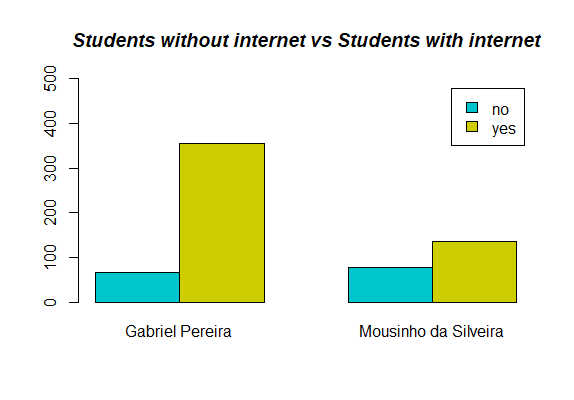 Students without internet vs Students with internet
500
400
300
200
100
0
no
yes
Gabriel Pereira
Mousinho da Silveira